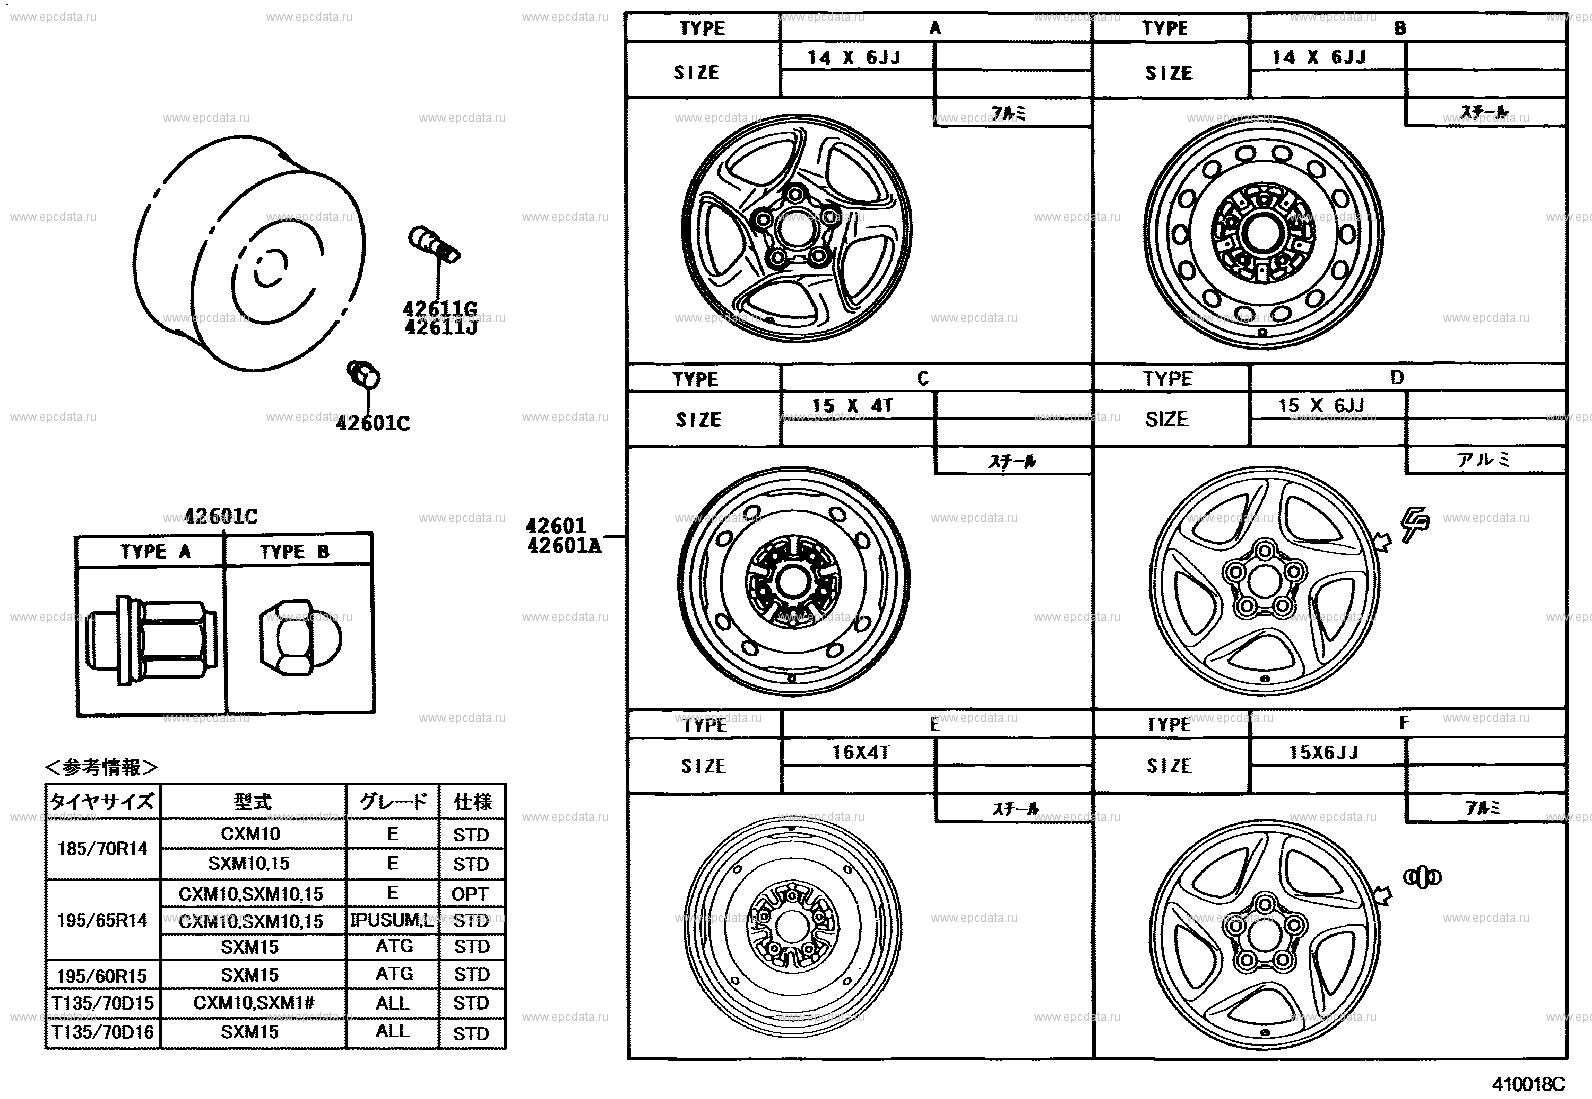 42611G
42611J
42601C
42601C
TYPE A TYPE B
42601
42601A
<参考情報>
タイヤサイズ 型式 グレード 仕様
185/70R14 CXM10 E STD
SXM10,15 E STD
195/65R14 CXM10,SXM10,15 E OPT
CXM10,SXM10,15 IPUSUM,L STD
SXM15 ATG STD
195/60R15 SXM15 ATG STD
T135/70D15 CXM10,SXM1# ALL STD
T135/70D16 SXM15 ALL STD
TYPE A
SIZE 14 X 6JJ
アルミ
TYPE B
SIZE 14 X 6JJ
スチール
TYPE C
SIZE 15 X 4T
スチール
TYPE D
SIZE 15 X 6JJ
アルミ
TYPE E
SIZE 16X4T
スチール
TYPE F
SIZE 15X6JJ
アルミ
410018C
www.epcdata.ru